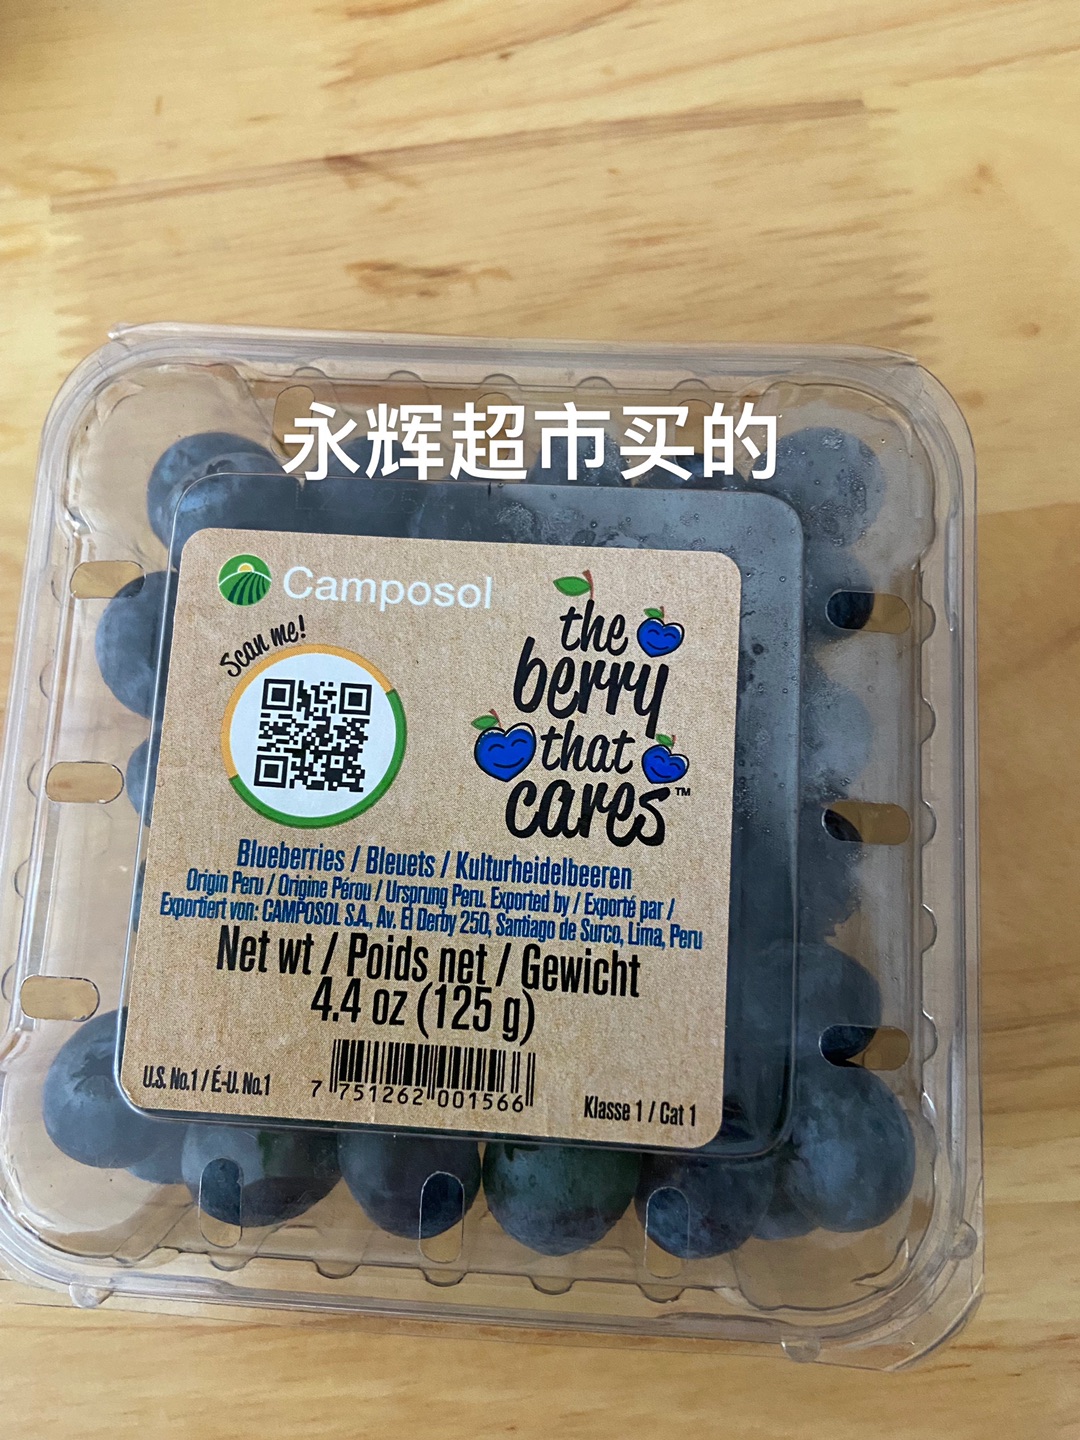 永辉超市买的
Camposol
Scan me!
the
berry
that
cares™
Blueberries / Bleuets / Kulturheidelbeeren
Origin Peru / Origine Pérou / Ursprung Peru. Exported by / Exporté par /
Exportiert von: CAMPOSOL S.A., Av. El Derby 250, Santiago de Surco, Lima, Peru
Net wt / Poids net / Gewicht
4.4 oz (125 g)
U.S. No.1 / É-U. No.1
7 751262 001566
Klasse 1 / Cat 1